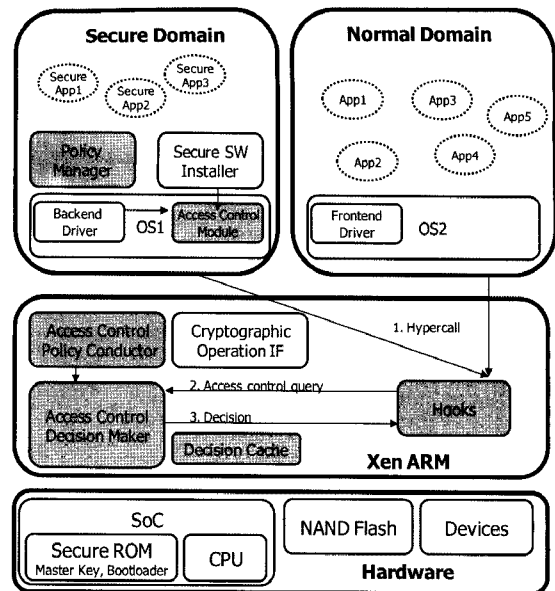 Secure Domain
Secure
App1
Secure
App2
Secure
App3
Policy
Manager
Secure SW
Installer
Backend
Driver
OS1
Access Control
Module
Normal Domain
App1
App3
App5
App2
App4
Frontend
Driver
OS2
1. Hypercall
Access Control
Policy Conductor
Cryptographic
Operation IF
2. Access control query
Access Control
Decision Maker
3. Decision
Hooks
Decision Cache
Xen ARM
SoC
Secure ROM
Master Key, Bootloader
CPU
NAND Flash
Devices
Hardware